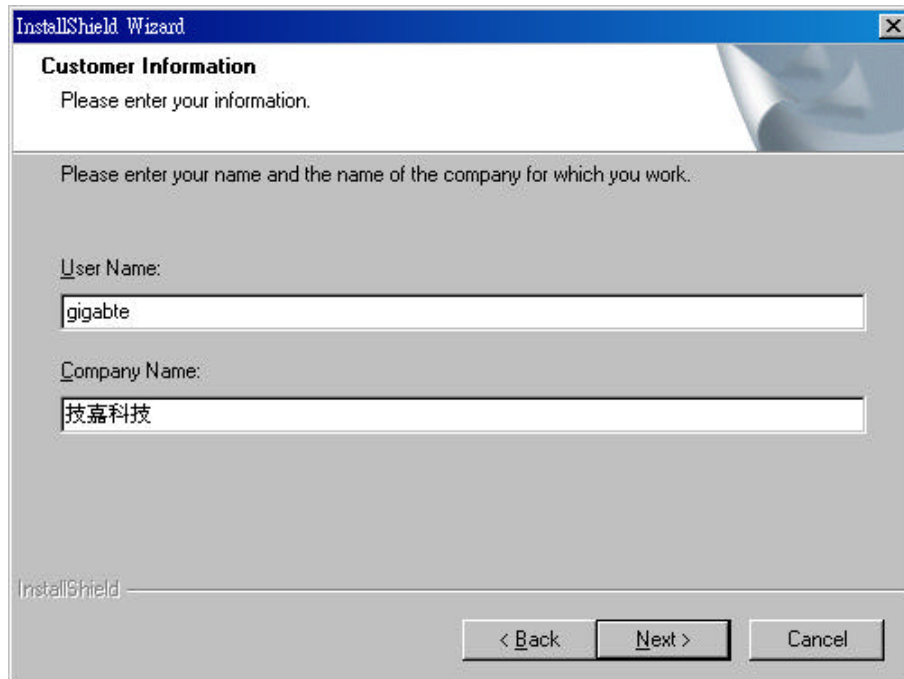 InstallShield Wizard
Customer Information
Please enter your information.
Please enter your name and the name of the company for which you work.
User Name:
gigabte
Company Name:
技嘉科技
InstallShield
< Back Next > Cancel